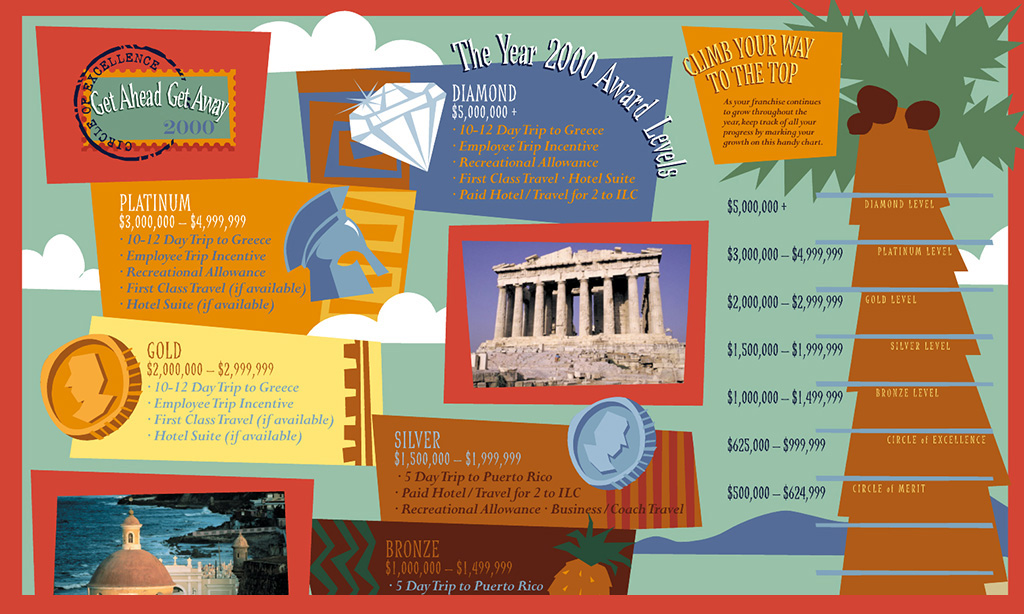 CIRCLE OF EXCELLENCE
Get Ahead Get Away
2000
The Year 2000 Award Levels
DIAMOND
$5,000,000 +
· 10-12 Day Trip to Greece
· Employee Trip Incentive
· Recreational Allowance
· First Class Travel · Hotel Suite
· Paid Hotel / Travel for 2 to ILC
CLIMB YOUR WAY
TO THE TOP
As your franchise continues
to grow throughout the
year, keep track of all your
progress by marking your
growth on this handy chart.
PLATINUM
$3,000,000 – $4,999,999
· 10-12 Day Trip to Greece
· Employee Trip Incentive
· Recreational Allowance
· First Class Travel (if available)
· Hotel Suite (if available)
GOLD
$2,000,000 – $2,999,999
· 10-12 Day Trip to Greece
· Employee Trip Incentive
· First Class Travel (if available)
· Hotel Suite (if available)
SILVER
$1,500,000 – $1,999,999
· 5 Day Trip to Puerto Rico
· Paid Hotel / Travel for 2 to ILC
· Recreational Allowance · Business / Coach Travel
BRONZE
$1,000,000 – $1,499,999
· 5 Day Trip to Puerto Rico
$5,000,000 +
DIAMOND LEVEL
$3,000,000 – $4,999,999
PLATINUM LEVEL
$2,000,000 – $2,999,999
GOLD LEVEL
$1,500,000 – $1,999,999
SILVER LEVEL
$1,000,000 – $1,499,999
BRONZE LEVEL
$625,000 – $999,999
CIRCLE of EXCELLENCE
$500,000 – $624,999
CIRCLE of MERIT